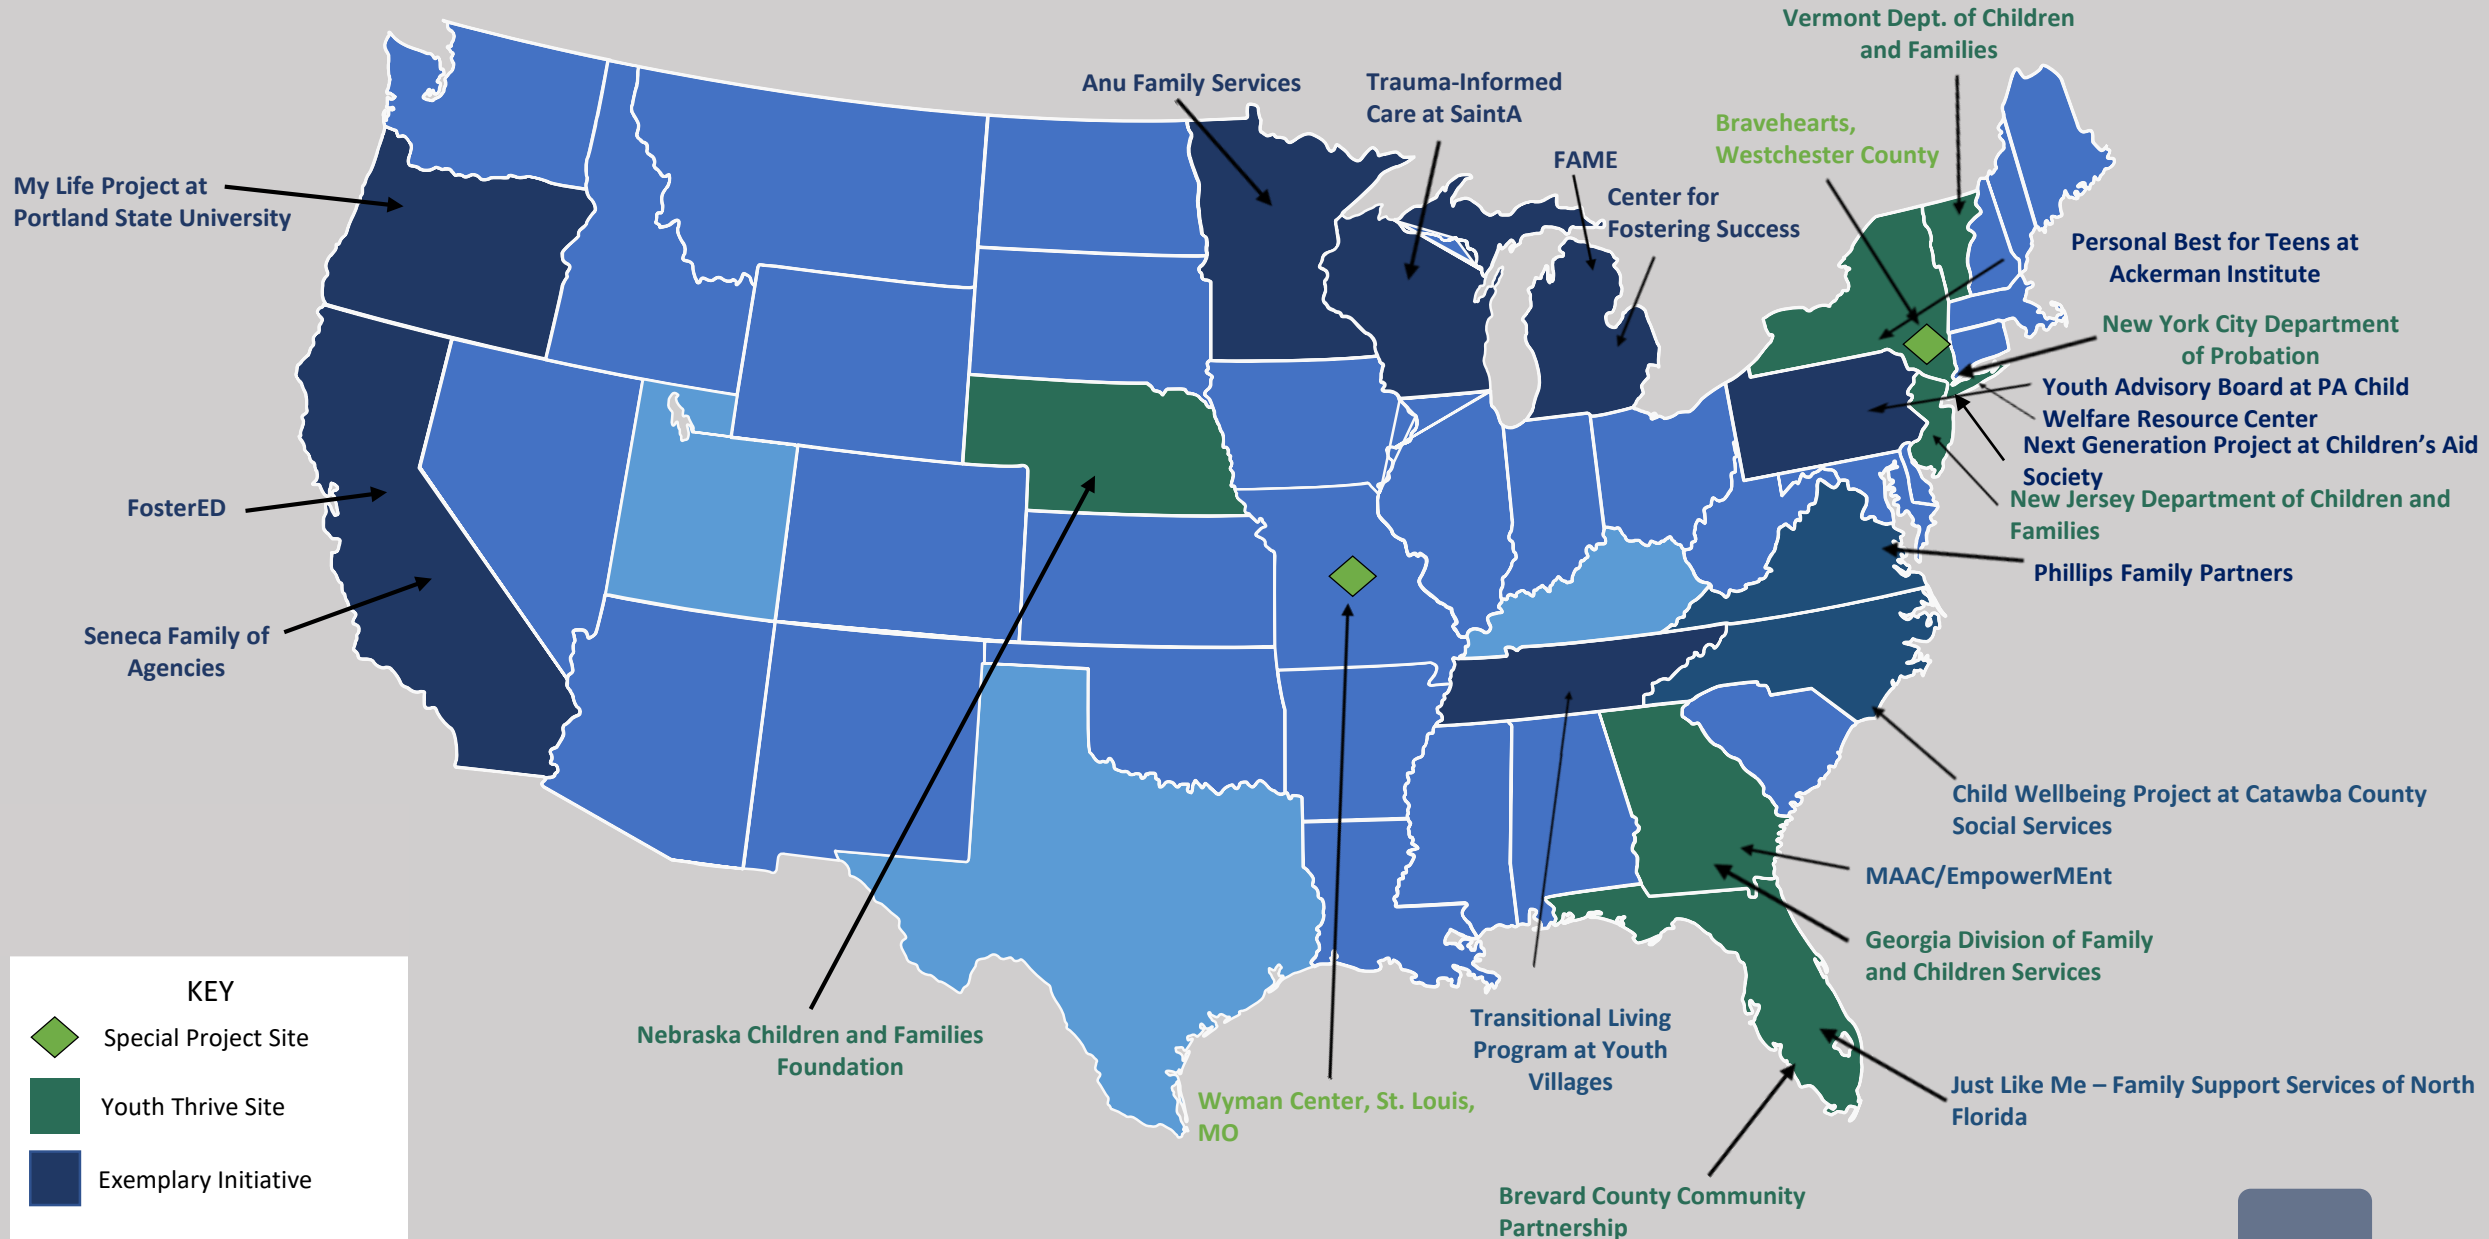 Vermont Dept. of Children
and Families
Anu Family Services
Trauma-Informed
Care at SaintA
Bravehearts,
Westchester County
FAME
Center for
Fostering Success
My Life Project at
Portland State University
Personal Best for Teens at
Ackerman Institute
New York City Department
of Probation
Youth Advisory Board at PA Child
Welfare Resource Center
Next Generation Project at Children’s Aid
Society
New Jersey Department of Children and
Families
FosterED
Phillips Family Partners
Seneca Family of
Agencies
Child Wellbeing Project at Catawba County
Social Services
MAAC/EmpowerMEnt
Georgia Division of Family
and Children Services
Transitional Living
Program at Youth
Villages
Nebraska Children and Families
Foundation
Wyman Center, St. Louis,
MO
Just Like Me – Family Support Services of North
Florida
Brevard County Community
Partnership
KEY
Special Project Site
Youth Thrive Site
Exemplary Initiative